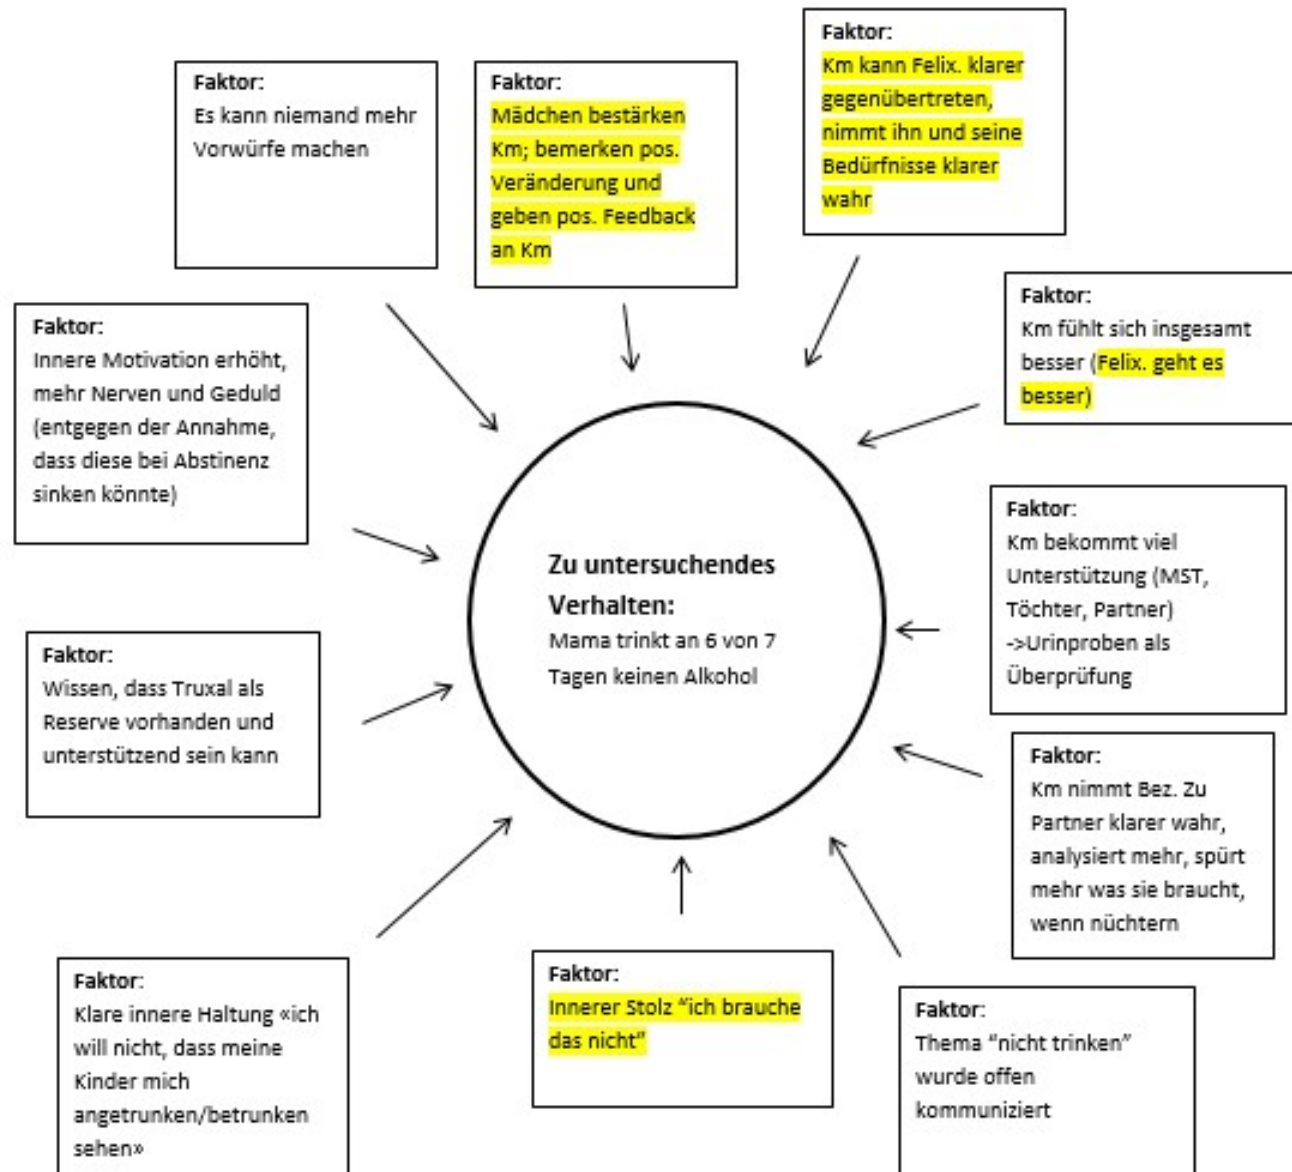 Faktor:
Es kann niemand mehr
Vorwürfe machen
Faktor:
Mädchen bestärken
Km; bemerken pos.
Veränderung und
geben pos. Feedback
an Km
Faktor:
Km kann Felix. klarer
gegenübertreten,
nimmt ihn und seine
Bedürfnisse klarer
wahr
Faktor:
Innere Motivation erhöht,
mehr Nerven und Geduld
(entgegen der Annahme,
dass diese bei Abstinenz
sinken könnte)
Faktor:
Km fühlt sich insgesamt
besser (Felix. geht es
besser)
Zu untersuchendes
Verhalten:
Mama trinkt an 6 von 7
Tagen keinen Alkohol
Faktor:
Km bekommt viel
Unterstützung (MST,
Töchter, Partner)
->Urinproben als
Überprüfung
Faktor:
Wissen, dass Truxal als
Reserve vorhanden und
unterstützend sein kann
Faktor:
Km nimmt Bez. Zu
Partner klarer wahr,
analysiert mehr, spürt
mehr was sie braucht,
wenn nüchtern
Faktor:
Klare innere Haltung «ich
will nicht, dass meine
Kinder mich
angetrunken/betrunken
sehen»
Faktor:
Innerer Stolz “ich brauche
das nicht”
Faktor:
Thema “nicht trinken”
wurde offen
kommuniziert